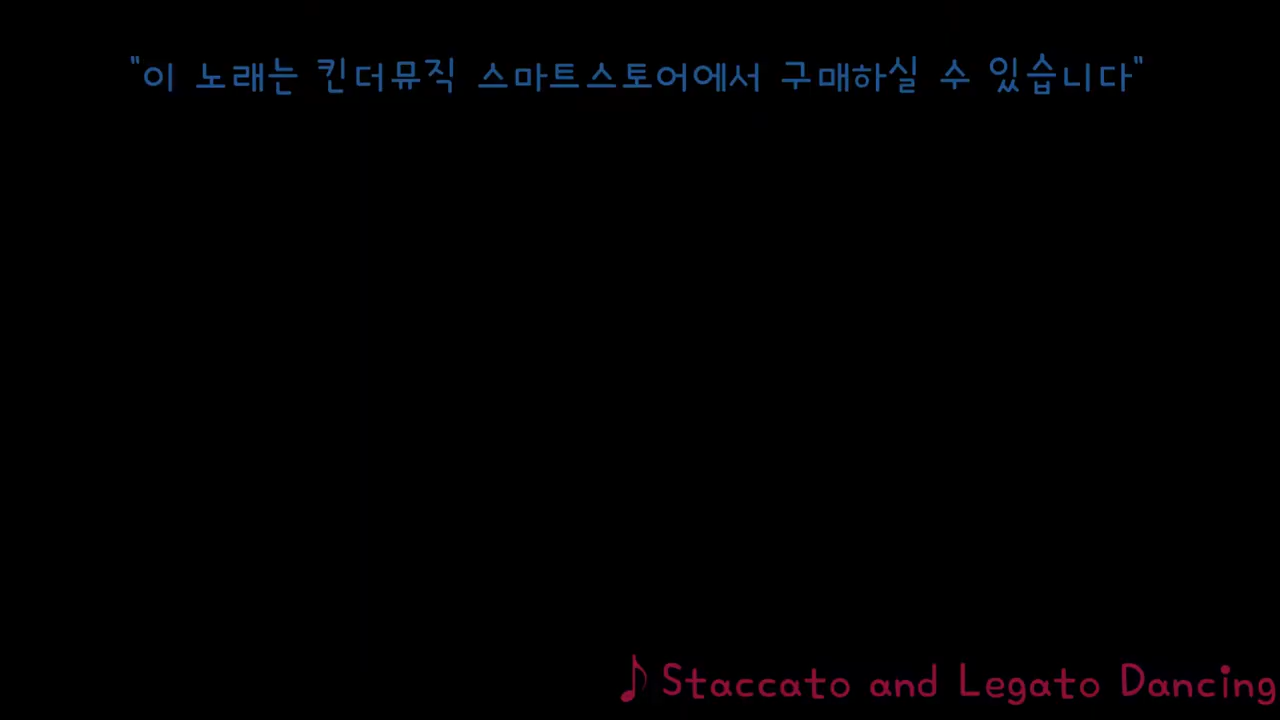 "이 노래는 킨더뮤직 스마트스토어에서 구매하실 수 있습니다"
♪Staccato and Legato Dancing